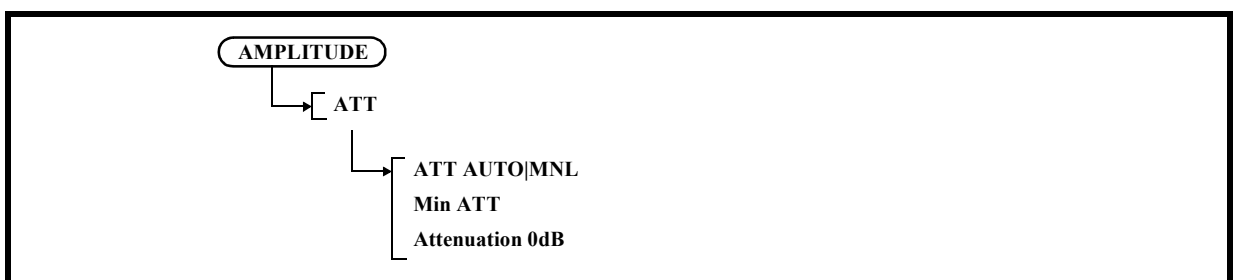 AMPLITUDE
ATT
ATT AUTO|MNL
Min ATT
Attenuation 0dB